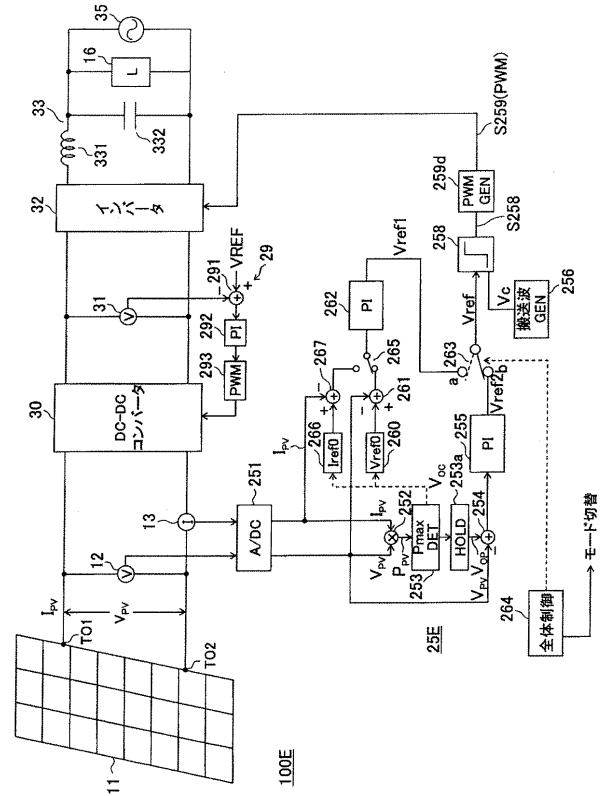 35
16
L
33
331
332
32
インバータ
31
V
291
VREF
29
292
PI
293
PWM
30
DC-DC
コンバータ
13
I
12
V
IPV
VPV
TO1
TO2
11
100E
251
A/DC
IPV
267
265
261
266
Iref0
260
Vref0
262
PI
Vref1
263
a
b
Vref2
Vref
258
S258
259d
PWM
GEN
S259(PWM)
Vc
搬送波
GEN
256
IPV
VPV
252
PPV
Pmax
DET
253
VOC
253a
HOLD
VOP
VPV
254
255
PI
25E
264
全体制御
モード切替